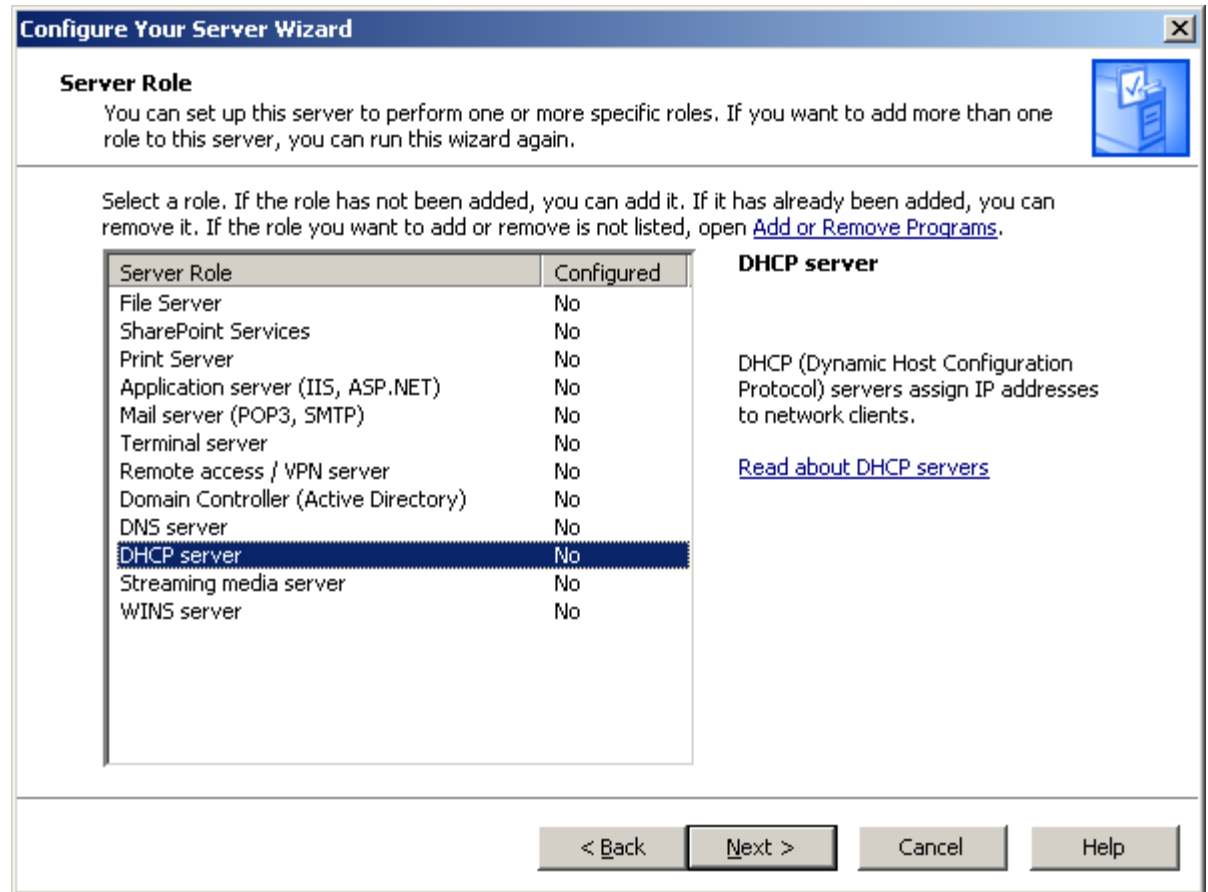 Configure Your Server Wizard
Server Role
You can set up this server to perform one or more specific roles. If you want to add more than one
role to this server, you can run this wizard again.
Select a role. If the role has not been added, you can add it. If it has already been added, you can
remove it. If the role you want to add or remove is not listed, open Add or Remove Programs.
Server Role Configured
File Server No
SharePoint Services No
Print Server No
Application server (IIS, ASP.NET) No
Mail server (POP3, SMTP) No
Terminal server No
Remote access / VPN server No
Domain Controller (Active Directory) No
DNS server No
DHCP server No
Streaming media server No
WINS server No
DHCP server
DHCP (Dynamic Host Configuration
Protocol) servers assign IP addresses
to network clients.
Read about DHCP servers
< Back Next > Cancel Help